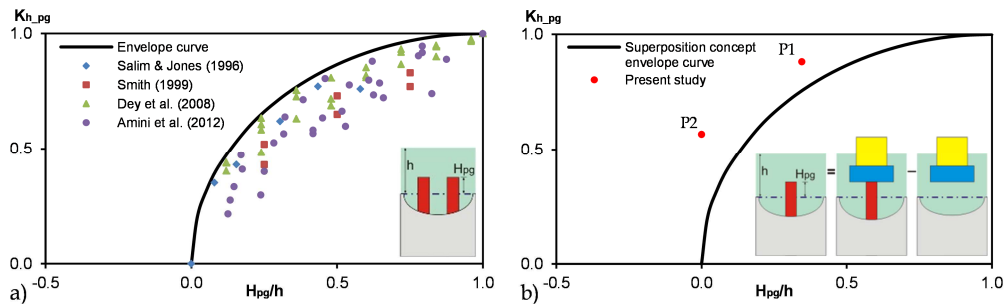 K h_pg
Envelope curve
Salim & Jones (1996)
Smith (1999)
Dey et al. (2008)
Amini et al. (2012)
1.0
0.5
0.0
-0.5
0.0
0.5
1.0
Hpg/h
h
Hpg
a)
K h_pg
Superposition concept
envelope curve
Present study
P1
P2
1.0
0.5
0.0
-0.5
0.0
0.5
1.0
Hpg/h
h
Hpg
=
–
b)